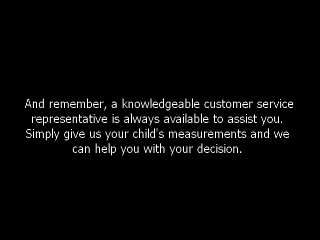 And remember, a knowledgeable customer service
representative is always available to assist you.
Simply give us your child's measurements and we
can help you with your decision.